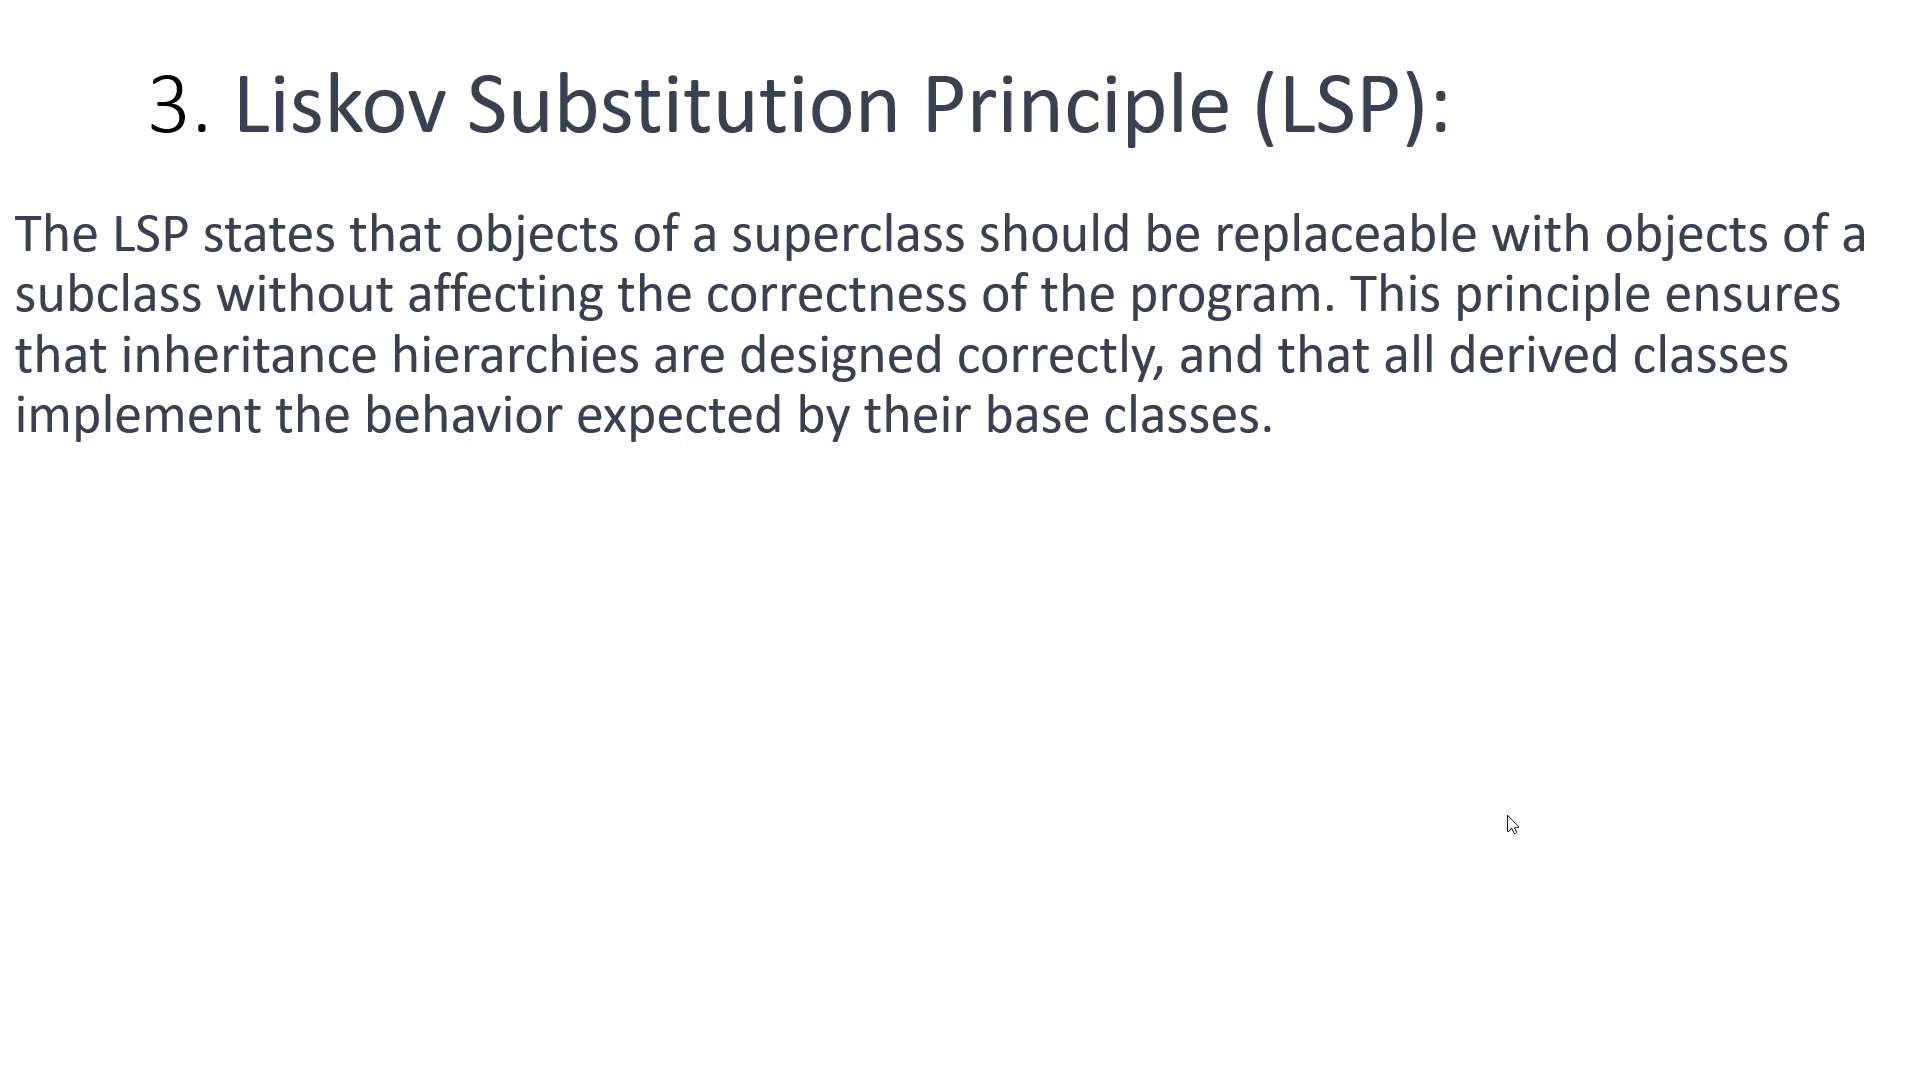 3. Liskov Substitution Principle (LSP):
The LSP states that objects of a superclass should be replaceable with objects of a
subclass without affecting the correctness of the program. This principle ensures
that inheritance hierarchies are designed correctly, and that all derived classes
implement the behavior expected by their base classes.